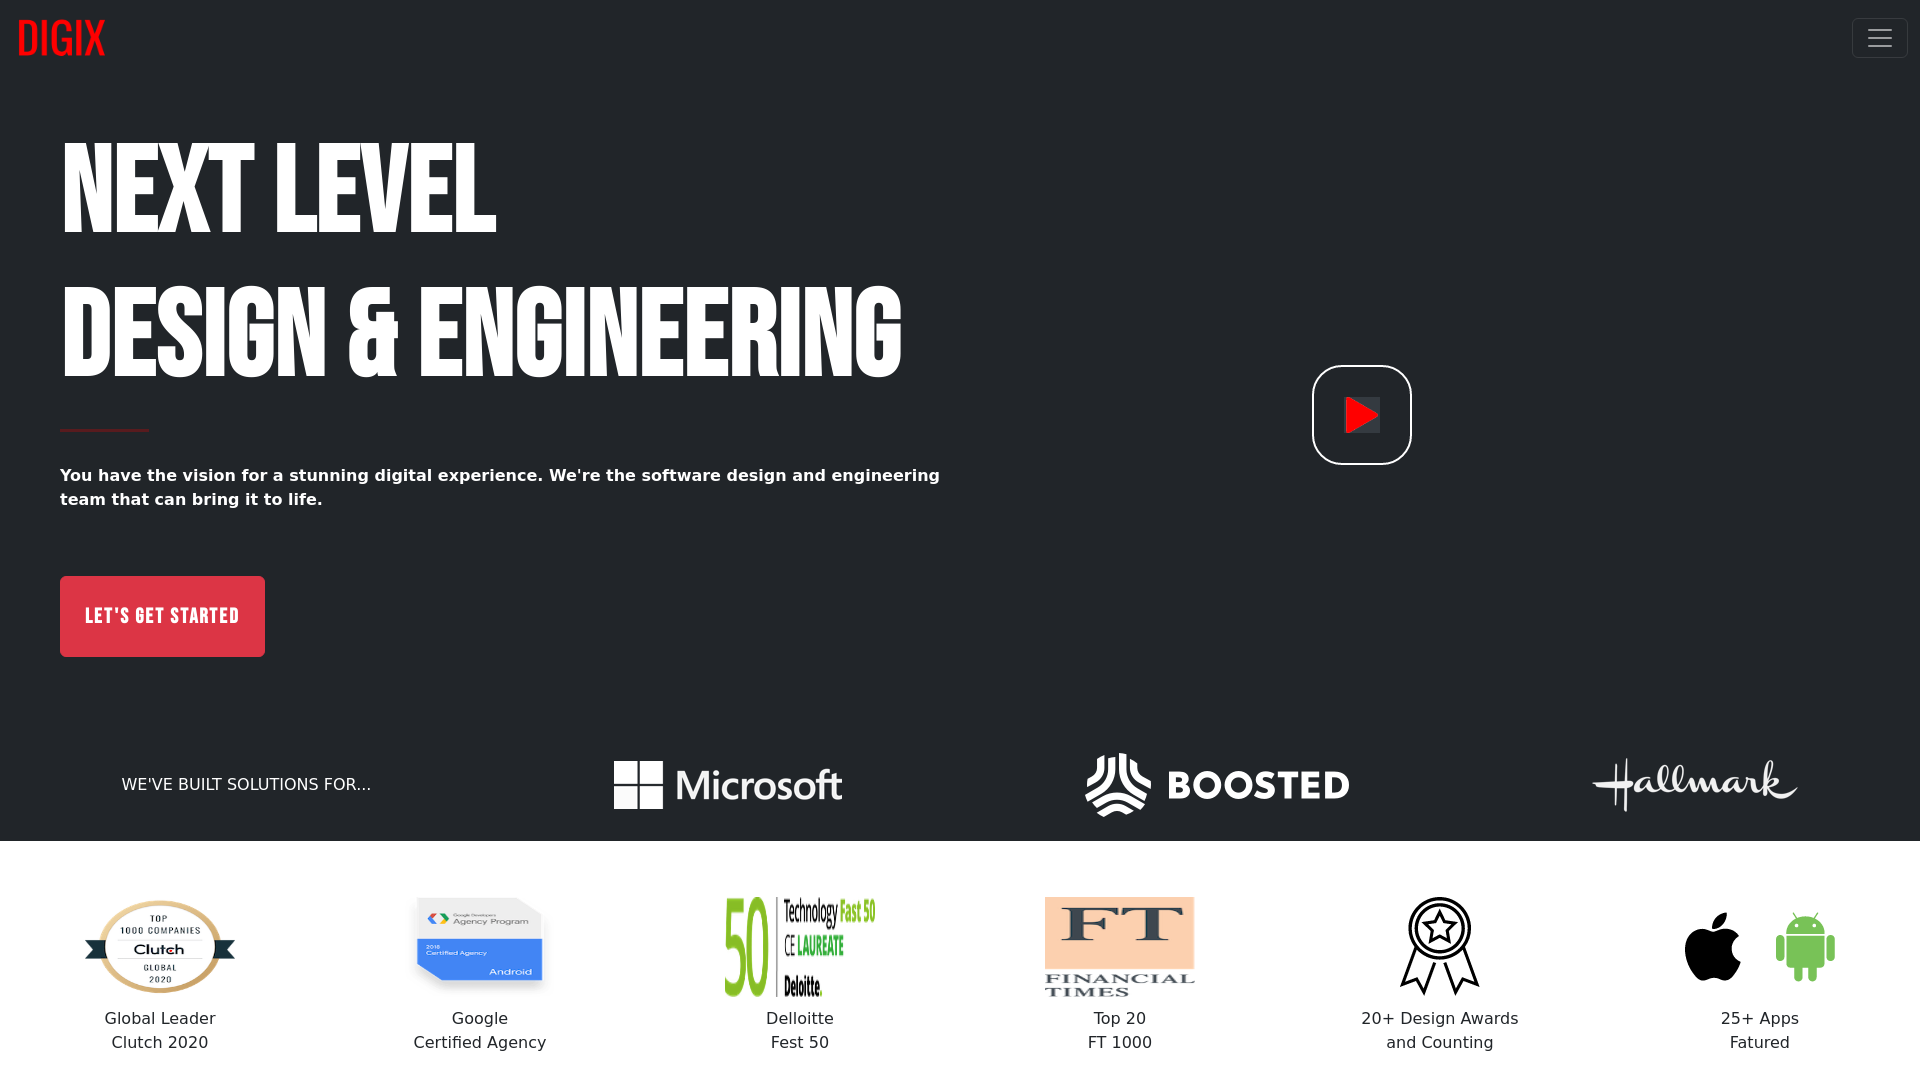 DIGIX
NEXT LEVEL
DESIGN & ENGINEERING
You have the vision for a stunning digital experience. We're the software design and engineering
team that can bring it to life.
LET'S GET STARTED
WE'VE BUILT SOLUTIONS FOR...
Microsoft
BOOSTED
Hallmark
TOP
1000 COMPANIES
Clutch
GLOBAL
2020
Google Developers
Agency Program
2018
Certified Agency
Android
50
Technology Fast 50
CE LAUREATE
Deloitte.
FT
FINANCIAL
TIMES
Global Leader
Clutch 2020
Google
Certified Agency
Delloitte
Fest 50
Top 20
FT 1000
20+ Design Awards
and Counting
25+ Apps
Fatured